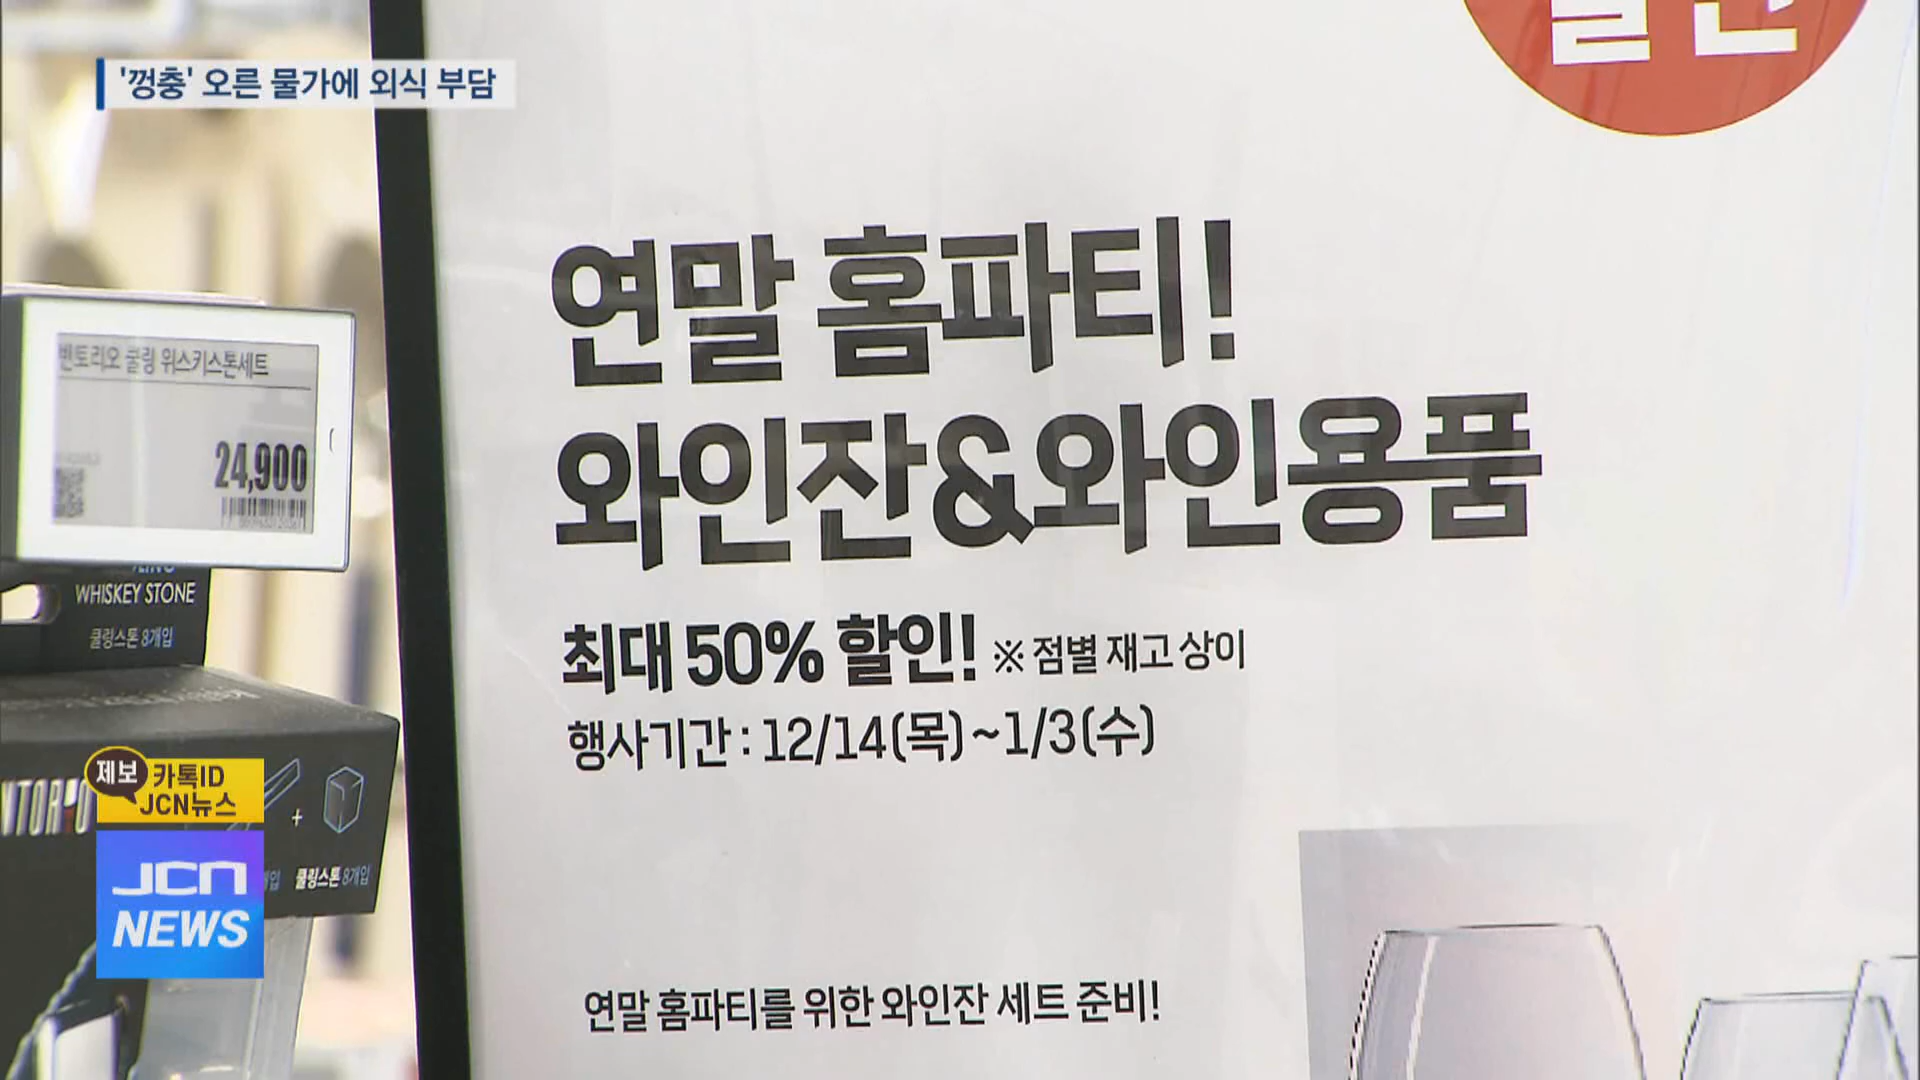 '껑충' 오른 물가에 외식 부담
할인
연말 홈파티!
와인잔&와인용품
최대 50% 할인! ※ 점별 재고 상이
행사기간 : 12/14(목)~1/3(수)
연말 홈파티를 위한 와인잔 세트 준비!
반토리오 쿨링 위스키스톤세트
24,900
WHISKEY STONE
쿨링스톤 8개입
+
쿨링스톤 8개입
제보
카톡ID
JCN뉴스
JCN
NEWS